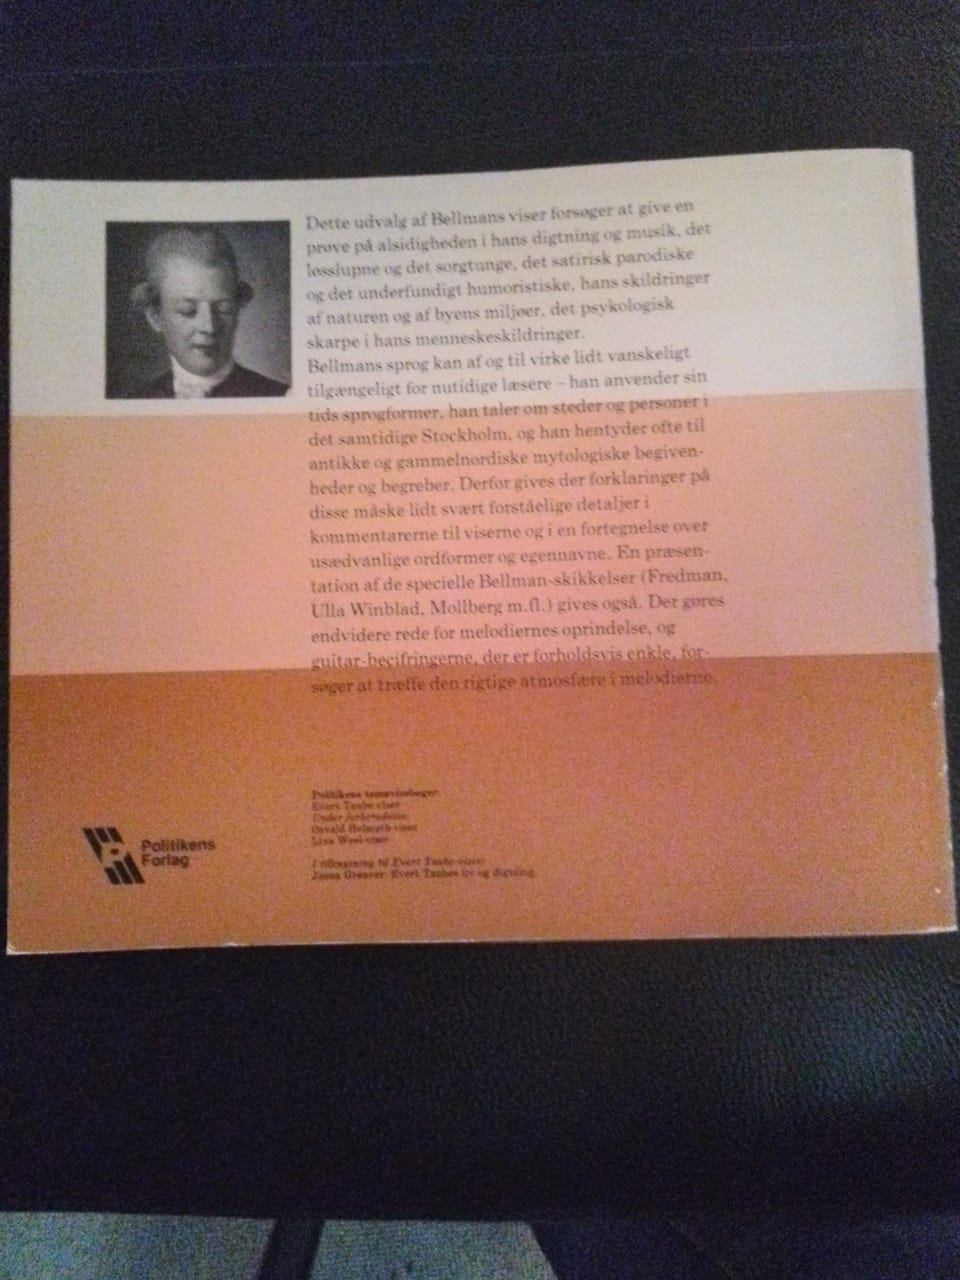 Dette udvalg af Bellmans viser forsøger at give en
prøve på alsidigheden i hans digtning og musik, det
løsslupne og det sorgtunge, det satirisk parodiske
og det underfundigt humoristiske, hans skildringer
af naturen og af byens miljøer, det psykologisk
skarpe i hans menneskeskildringer.
Bellmans sprog kan af og til virke lidt vanskeligt
tilgængeligt for nutidige læsere – han anvender sin
tids sprogformer, han taler om steder og personer i
det samtidige Stockholm, og han hentyder ofte til
antikke og gammelnordiske mytologiske begiven-
heder og begreber. Derfor gives der forklaringer på
disse måske lidt svært forståelige detaljer i
kommentarerne til viserne og i en fortegnelse over
usædvanlige ordformer og egennavne. En præsen-
tation af de specielle Bellman-skikkelser (Fredman,
Ulla Winblad, Mollberg m.fl.) gives også. Der gøres
endvidere rede for melodiernes oprindelse, og
guitar-becifringerne, der er forholdsvis enkle, for-
søger at træffe den rigtige atmosfære i melodierne.
Politikens temavisebøger:
Evert Taube-viser
Under forberedelse:
Osvald Helmuth-viser
Liva Weel-viser
I tilknytning til Evert Taube-viser:
Jonna Granver: Evert Taubes liv og digtning.
Politikens
Forlag